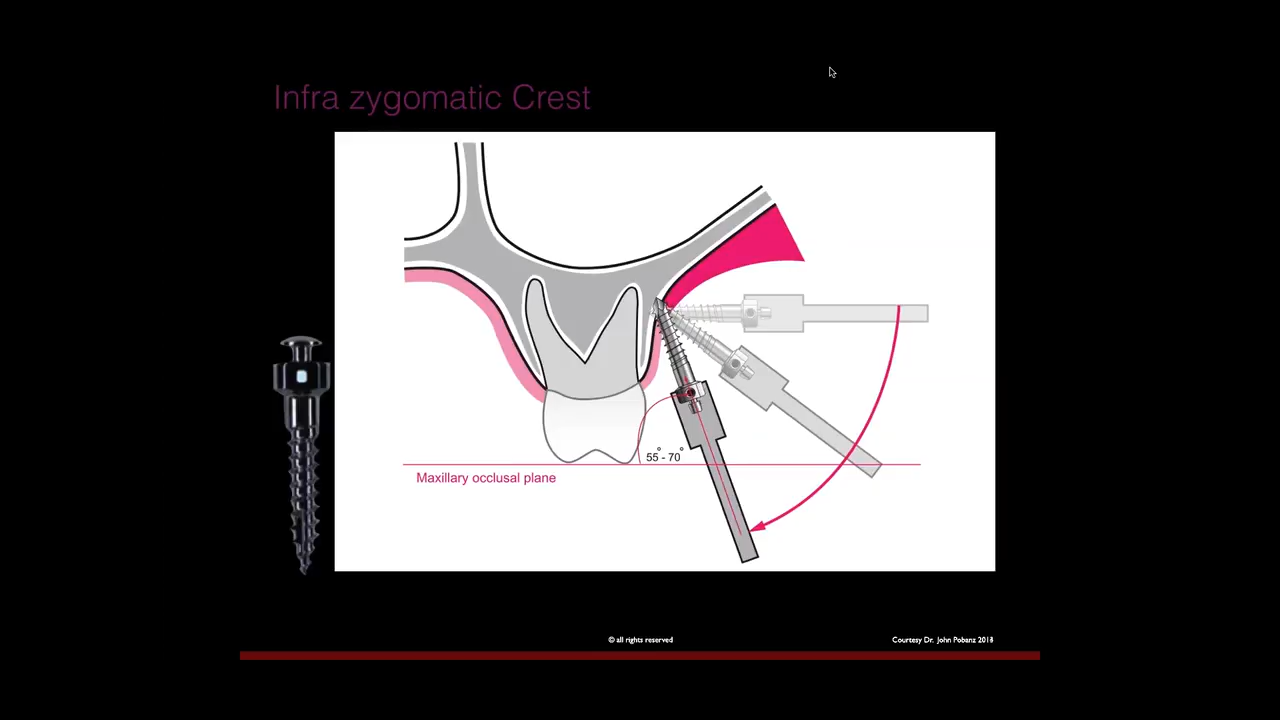 Infra zygomatic Crest
55° - 70°
Maxillary occlusal plane
© all rights reserved
Courtesy Dr. John Pobanz 2018